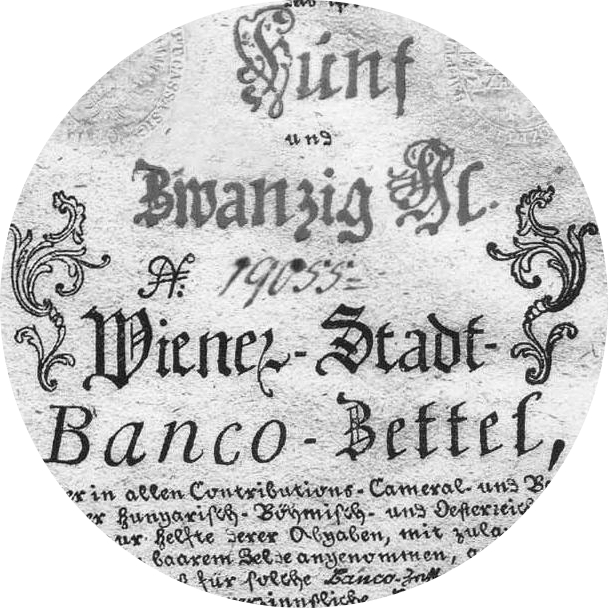 Fünf
und
Zwanzig Fl.
N: 19055
Wiener-Stadt-
Banco-Zettel,
in allen Contributions-Cameral- und
Hungarisch- Böhmisch- und Oesterreich
Helfte derer Abgaben, mit
baarem Gelde angenommen,
für solche Banco-